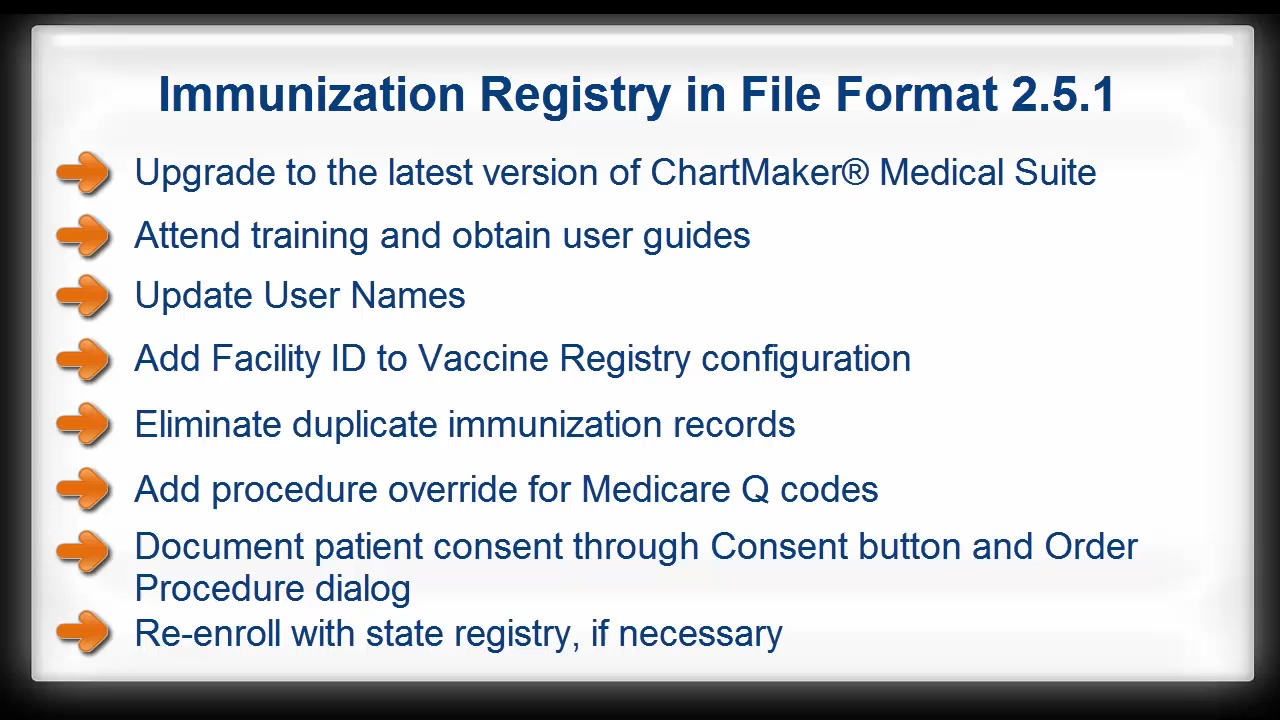 Immunization Registry in File Format 2.5.1
Upgrade to the latest version of ChartMaker® Medical Suite
Attend training and obtain user guides
Update User Names
Add Facility ID to Vaccine Registry configuration
Eliminate duplicate immunization records
Add procedure override for Medicare Q codes
Document patient consent through Consent button and Order
Procedure dialog
Re-enroll with state registry, if necessary